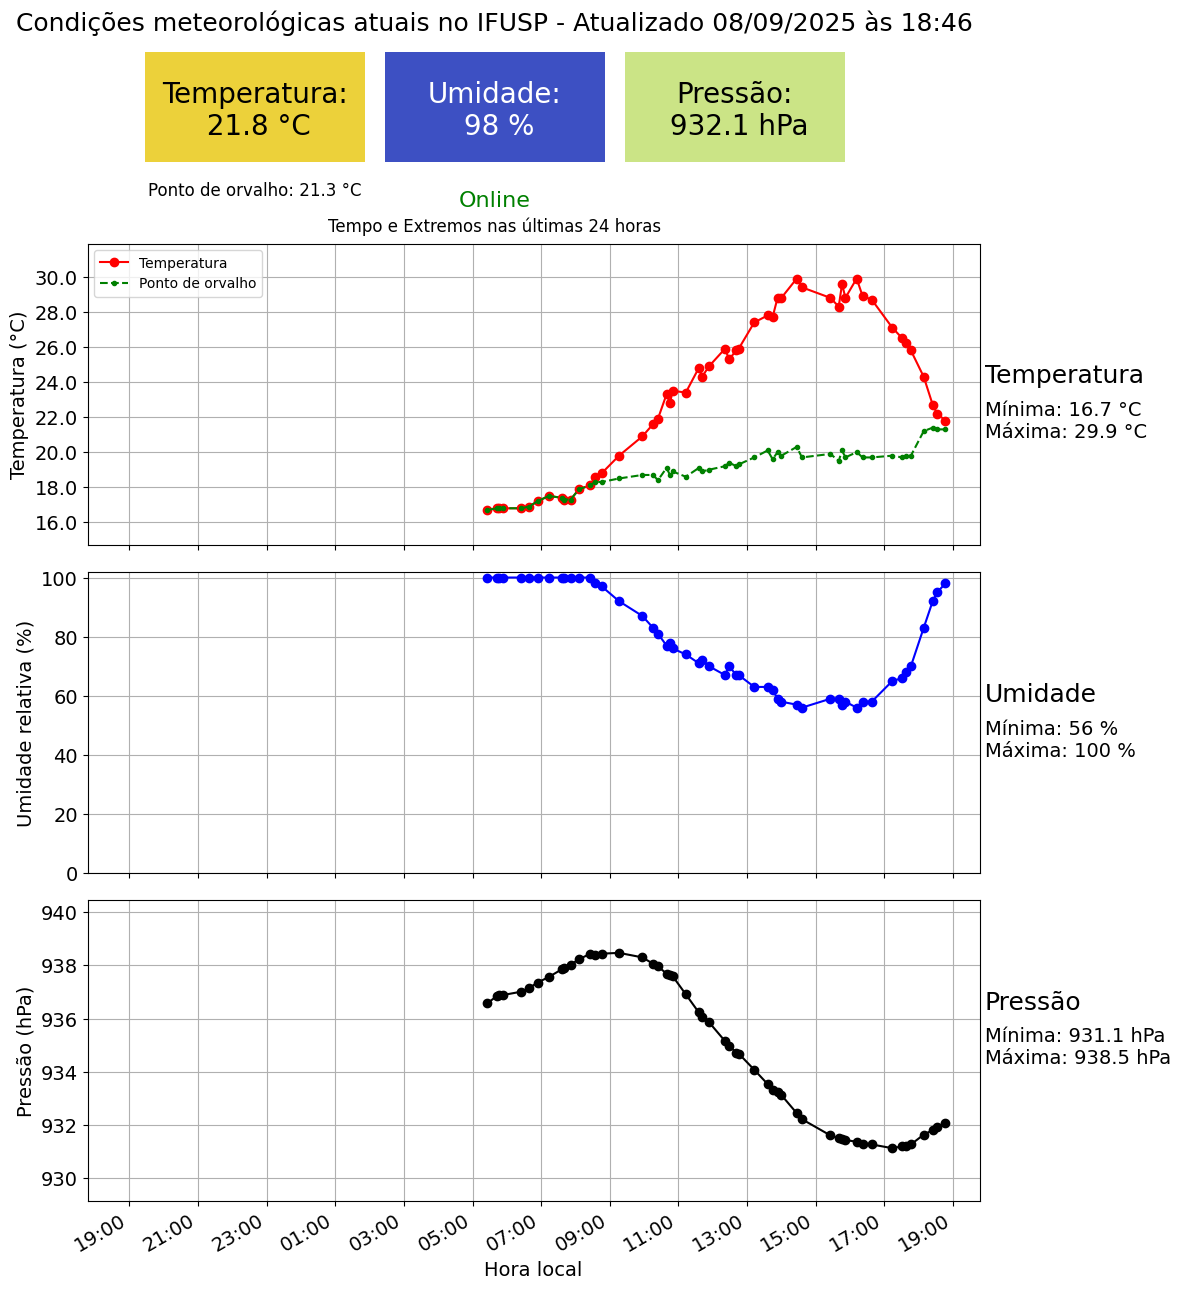 Condições meteorológicas atuais no IFUSP - Atualizado 08/09/2025 às 18:46
Temperatura:
21.8 °C
Umidade:
98 %
Pressão:
932.1 hPa
Ponto de orvalho: 21.3 °C
Online
Tempo e Extremos nas últimas 24 horas
Temperatura
Ponto de orvalho
Temperatura (°C)
30.0
28.0
26.0
24.0
22.0
20.0
18.0
16.0
Temperatura
Mínima: 16.7 °C
Máxima: 29.9 °C
Umidade relativa (%)
100
80
60
40
20
0
Umidade
Mínima: 56 %
Máxima: 100 %
Pressão (hPa)
940
938
936
934
932
930
Pressão
Mínima: 931.1 hPa
Máxima: 938.5 hPa
19:00 21:00 23:00 01:00 03:00 05:00 07:00 09:00 11:00 13:00 15:00 17:00 19:00
Hora local